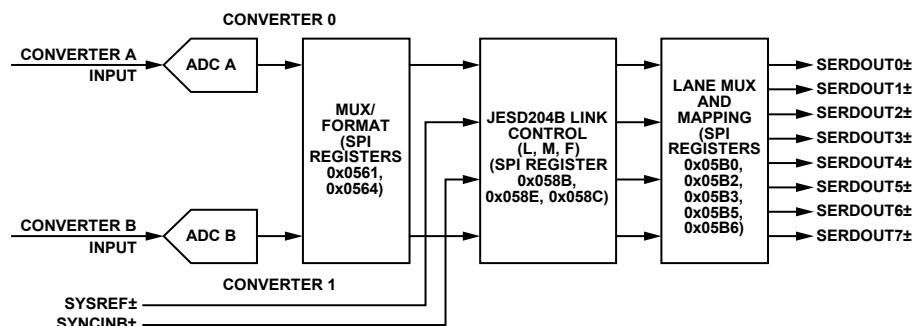 CONVERTER 0
CONVERTER A
INPUT
ADC A
MUX/
FORMAT
(SPI
REGISTERS
0x0561,
0x0564)
JESD204B LINK
CONTROL
(L, M, F)
(SPI REGISTER
0x058B,
0x058E, 0x058C)
LANE MUX
AND
MAPPING
(SPI
REGISTERS
0x05B0,
0x05B2,
0x05B3,
0x05B5,
0x05B6)
SERDOUT0±
SERDOUT1±
SERDOUT2±
SERDOUT3±
SERDOUT4±
SERDOUT5±
SERDOUT6±
SERDOUT7±
CONVERTER B
INPUT
ADC B
CONVERTER 1
SYSREF±
SYNCINB±